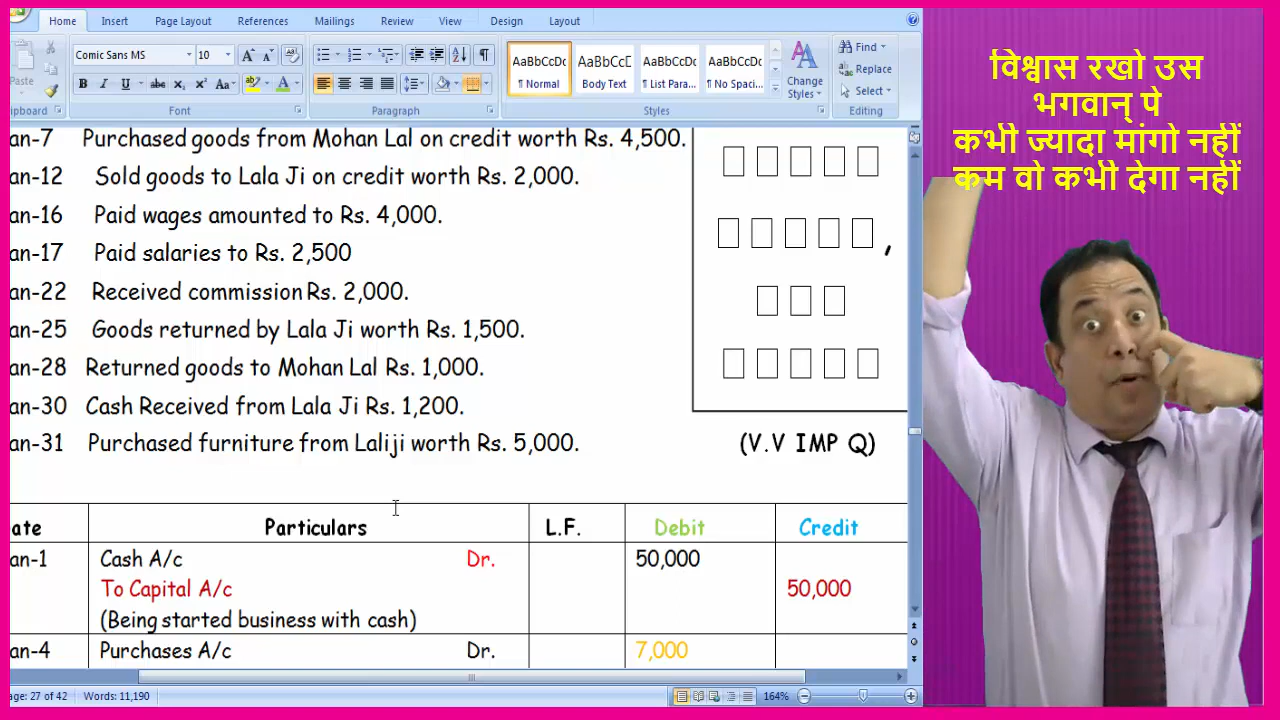 Home Insert Page Layout References Mailings Review View Design Layout
Comic Sans MS 10
Paste
Clipboard Font Paragraph Styles Editing
AaBbCcDc AaBbCcD AaBbCcDc AaBbCcDc
¶ Normal Body Text ¶ List Para... ¶ No Spaci...
Change Styles
Find
Replace
Select
an-7 Purchased goods from Mohan Lal on credit worth Rs. 4,500.
an-12 Sold goods to Lala Ji on credit worth Rs. 2,000.
an-16 Paid wages amounted to Rs. 4,000.
an-17 Paid salaries to Rs. 2,500
an-22 Received commission Rs. 2,000.
an-25 Goods returned by Lala Ji worth Rs. 1,500.
an-28 Returned goods to Mohan Lal Rs. 1,000.
an-30 Cash Received from Lala Ji Rs. 1,200.
an-31 Purchased furniture from Laliji worth Rs. 5,000.
(V.V IMP Q)
ate Particulars L.F. Debit Credit
an-1 Cash A/c Dr. 50,000
To Capital A/c 50,000
(Being started business with cash)
an-4 Purchases A/c Dr. 7,000
age: 27 of 42 Words: 11,190 164%
विश्वास रखो उस
भगवान् पे
कभी ज्यादा मांगो नहीं
कम वो कभी देगा नहीं